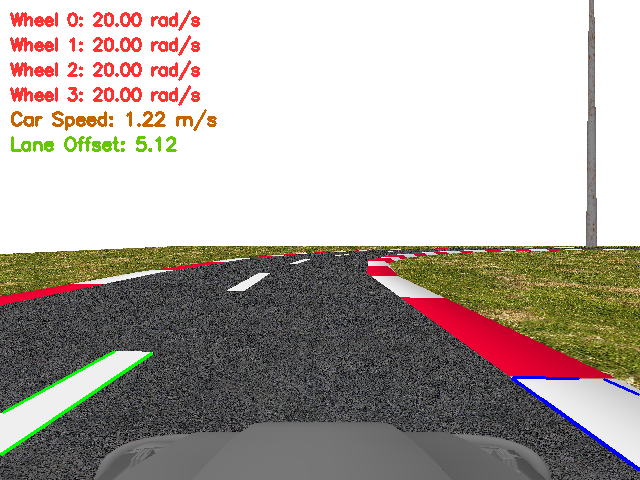 Wheel 0: 20.00 rad/s
Wheel 1: 20.00 rad/s
Wheel 2: 20.00 rad/s
Wheel 3: 20.00 rad/s
Car Speed: 1.22 m/s
Lane Offset: 5.12